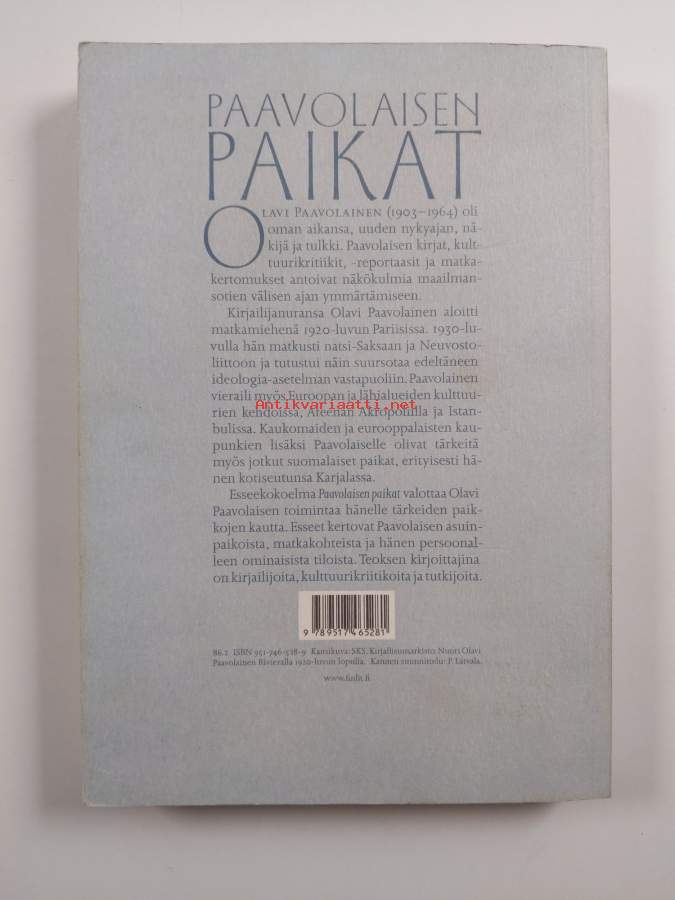 PAAVOLAISEN
PAIKAT
OLAVI PAAVOLAINEN (1903–1964) oli
oman aikansa, uuden nykyajan, nä-
kijä ja tulkki. Paavolaisen kirjat, kult-
tuurikritiikit, -reportaasit ja matka-
kertomukset antoivat näkökulmia maailman-
sotien välisen ajan ymmärtämiseen.
Kirjailijanuransa Olavi Paavolainen aloitti
matkamiehenä 1920-luvun Pariisissa. 1930-lu-
vulla hän matkusti natsi-Saksaan ja Neuvosto-
liittoon ja tutustui näin suursotaa edeltäneen
ideologia-asetelman vastapuoliin. Paavolainen
vieraili myös Euroopan ja lähialueiden kulttuu-
rien kehdoissa, Ateenan Akropolilla ja Istan-
bulissa. Kaukomaiden ja eurooppalaisten kau-
punkien lisäksi Paavolaiselle olivat tärkeitä
myös jotkut suomalaiset paikat, erityisesti hä-
nen kotiseutunsa Karjalassa.
Esseekokoelma Paavolaisen paikat valottaa Olavi
Paavolaisen toimintaa hänelle tärkeiden paik-
kojen kautta. Esseet kertovat Paavolaisen asuin-
paikoista, matkakohteista ja hänen persoonal-
leen ominaisista tiloista. Teoksen kirjoittajina
on kirjailijoita, kulttuurikriitikoita ja tutkijoita.
Antikvariaatti.net
9 789517 465281
86.2 ISBN 951-746-528-9 Kansikuva: SKS. Kirjallisuusarkisto: Nuori Olavi
Paavolainen Rivieralla 1920-luvun lopulla. Kannen suunnittelu: P. Latvala.
www.finlit.fi